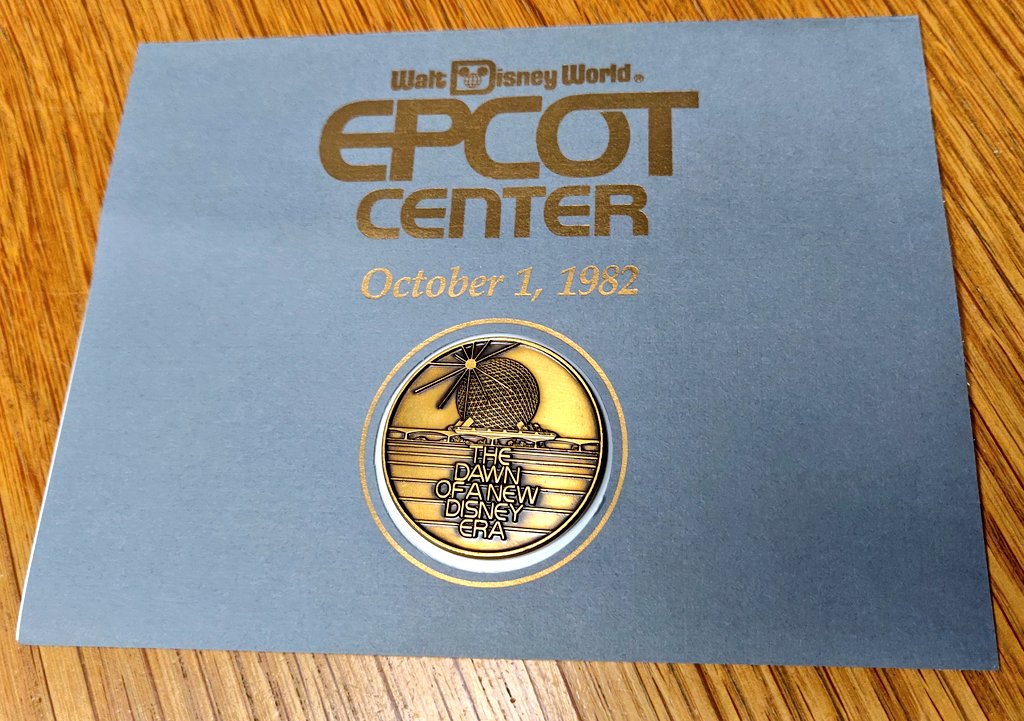 Walt Disney World®
EPCOT
CENTER
October 1, 1982
THE
DAWN
OF A NEW
DISNEY
ERA